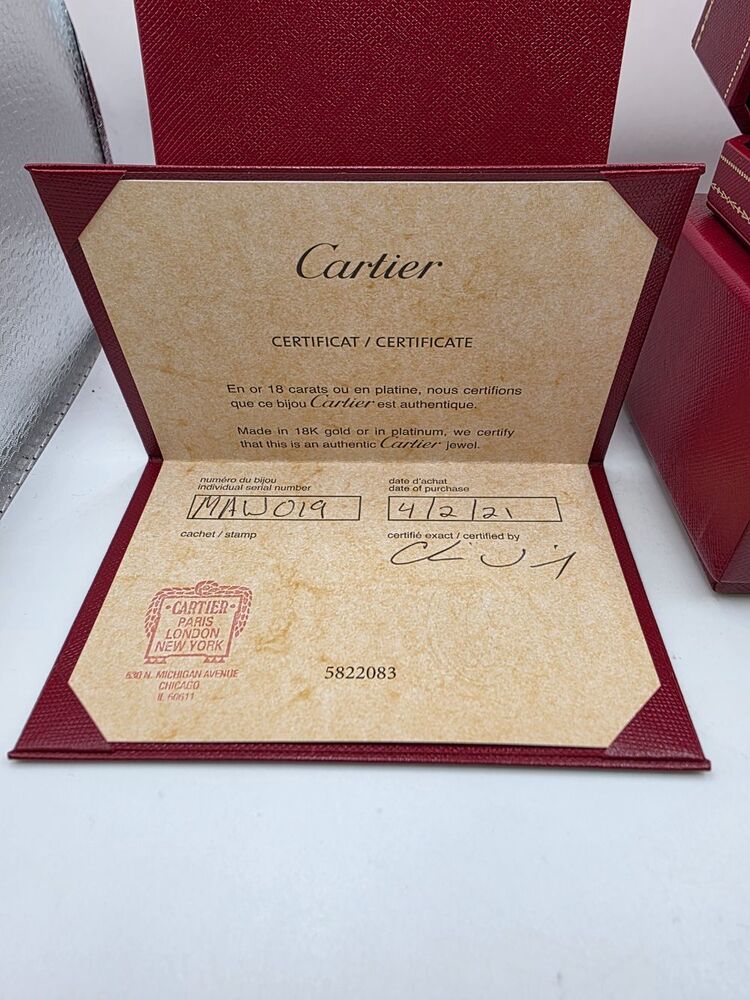 Cartier
CERTIFICAT / CERTIFICATE
En or 18 carats ou en platine, nous certifions
que ce bijou Cartier est authentique.
Made in 18K gold or in platinum, we certify
that this is an authentic Cartier jewel.
numéro du bijou
individual serial number
MAW019
date d'achat
date of purchase
4/2/21
cachet / stamp
certifié exact / certified by
CARTIER
PARIS
LONDON
NEW YORK
630 N. MICHIGAN AVENUE
CHICAGO
IL 60611
5822083